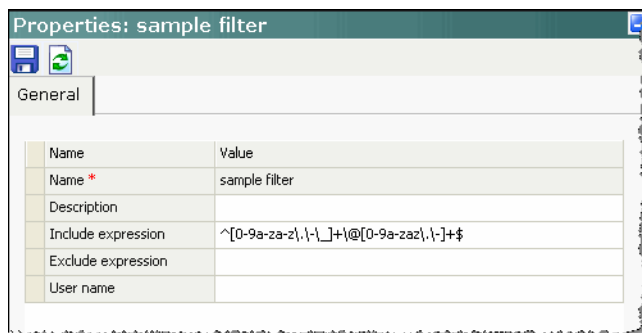 Properties: sample filter
General
Name Value
Name * sample filter
Description
Include expression ^[0-9a-za-z\.\-\_]+\@[0-9a-zaz\.\-]+$
Exclude expression
User name